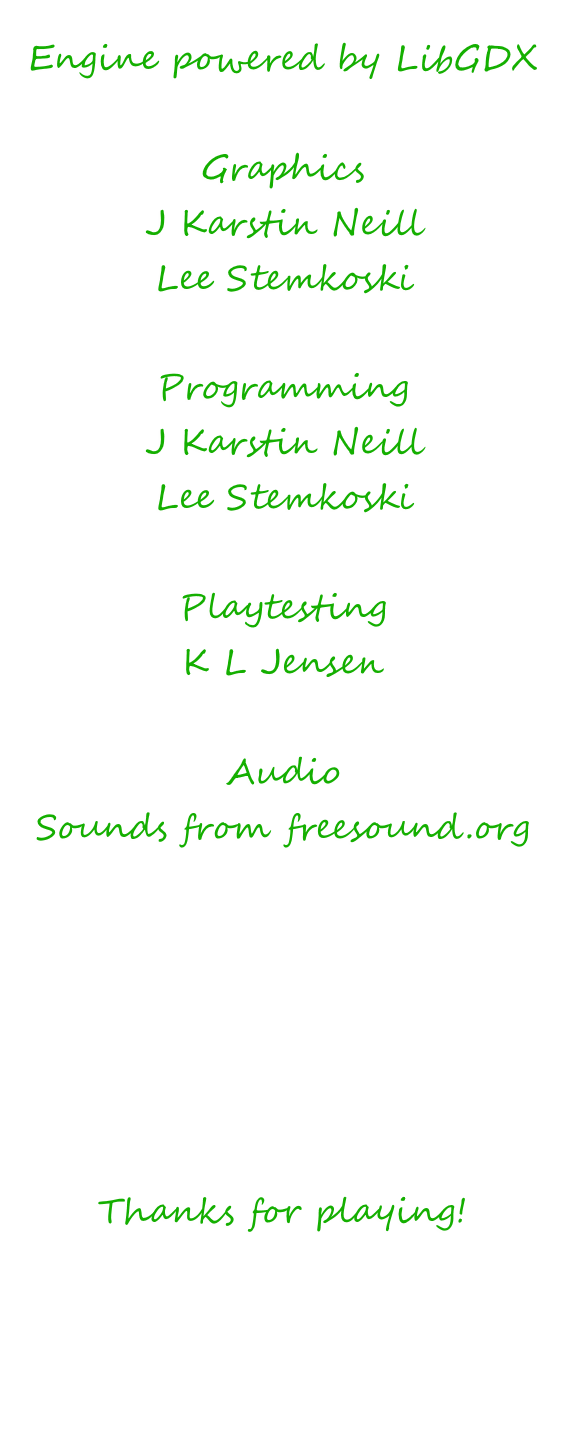 Engine powered by LibGDX
Graphics
J Karstin Neill
Lee Stemkoski
Programming
J Karstin Neill
Lee Stemkoski
Playtesting
K L Jensen
Audio
Sounds from freesound.org
Thanks for playing!